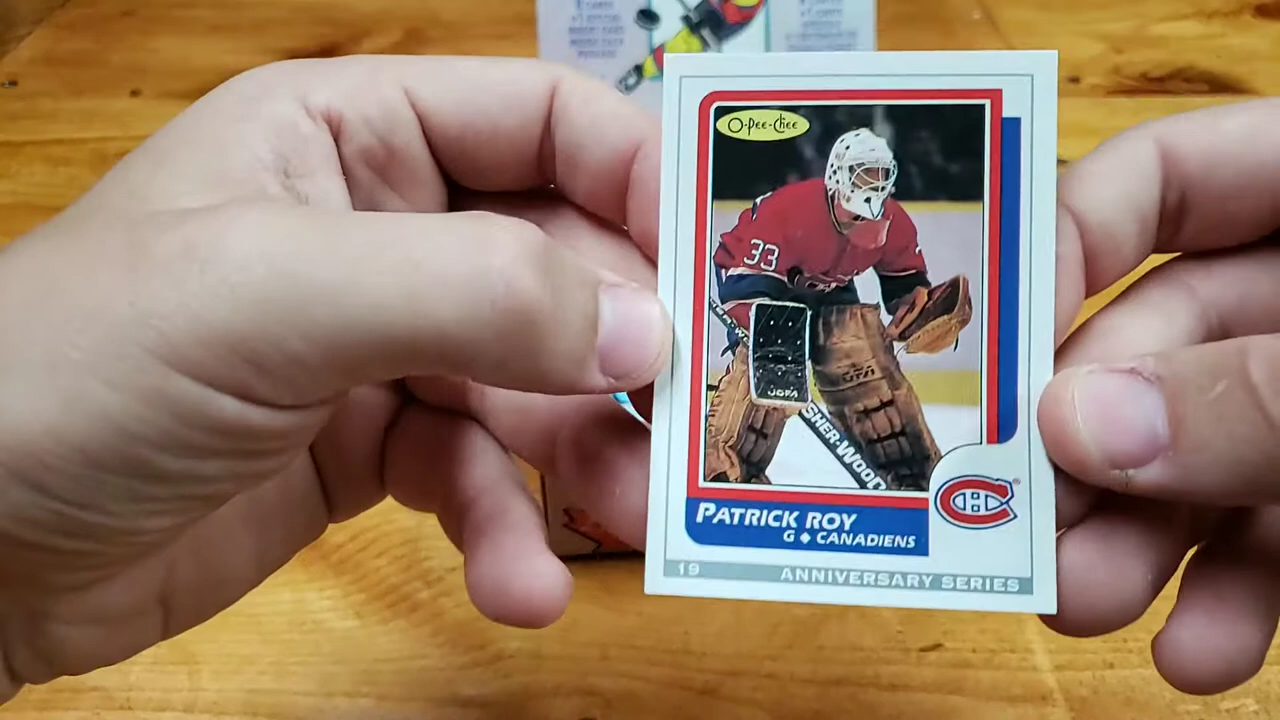 O-Pee-Chee
33
JOFA
SHER-WOOD
PATRICK ROY
G ◆ CANADIENS
19 ANNIVERSARY SERIES